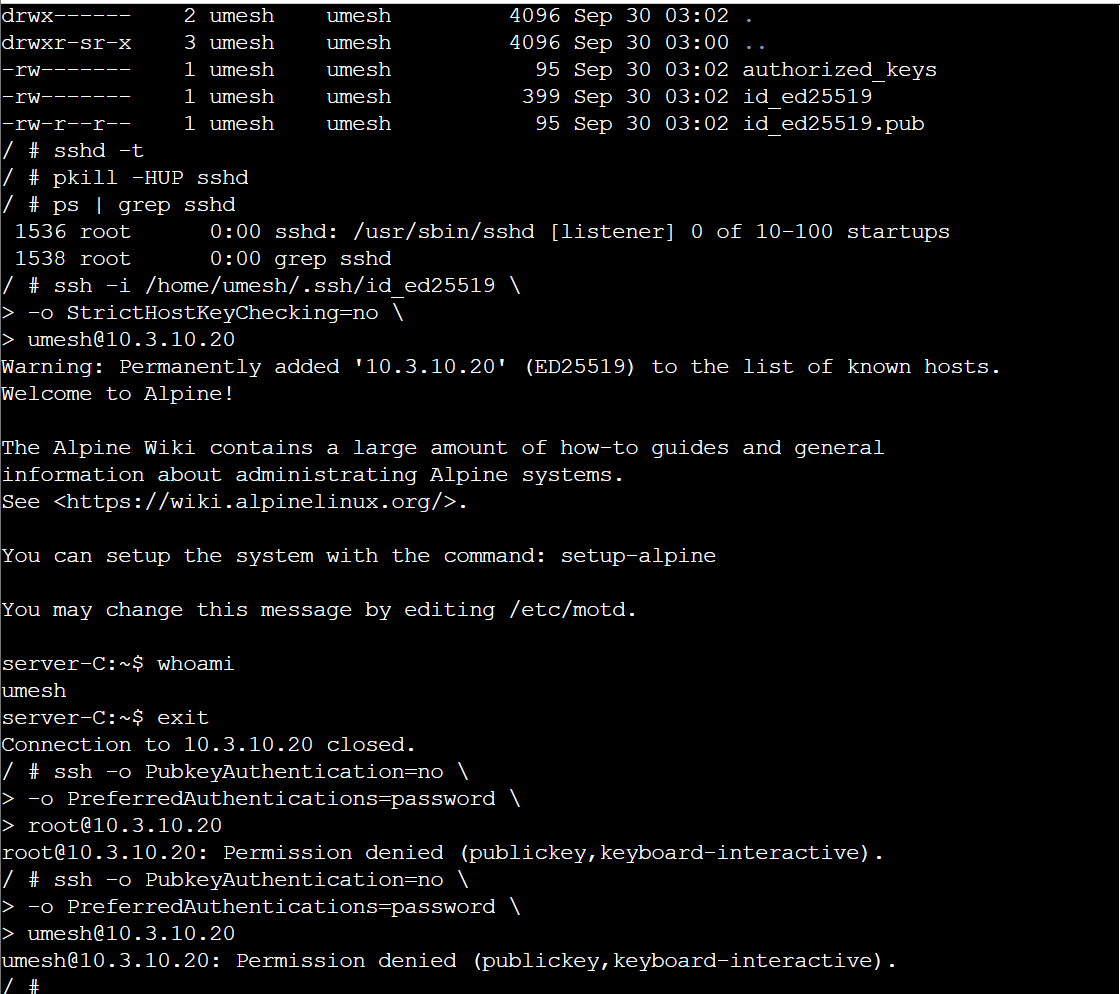 drwx------    2 umesh    umesh         4096 Sep 30 03:02 .
drwxr-sr-x    3 umesh    umesh         4096 Sep 30 03:00 ..
-rw-------    1 umesh    umesh           95 Sep 30 03:02 authorized_keys
-rw-------    1 umesh    umesh          399 Sep 30 03:02 id_ed25519
-rw-r--r--    1 umesh    umesh           95 Sep 30 03:02 id_ed25519.pub
/ # sshd -t
/ # pkill -HUP sshd
/ # ps | grep sshd
 1536 root      0:00 sshd: /usr/sbin/sshd [listener] 0 of 10-100 startups
 1538 root      0:00 grep sshd
/ # ssh -i /home/umesh/.ssh/id_ed25519 \
> -o StrictHostKeyChecking=no \
> umesh@10.3.10.20
Warning: Permanently added '10.3.10.20' (ED25519) to the list of known hosts.
Welcome to Alpine!

The Alpine Wiki contains a large amount of how-to guides and general
information about administrating Alpine systems.
See <https://wiki.alpinelinux.org/>.

You can setup the system with the command: setup-alpine

You may change this message by editing /etc/motd.

server-C:~$ whoami
umesh
server-C:~$ exit
Connection to 10.3.10.20 closed.
/ # ssh -o PubkeyAuthentication=no \
> -o PreferredAuthentications=password \
> root@10.3.10.20
root@10.3.10.20: Permission denied (publickey,keyboard-interactive).
/ # ssh -o PubkeyAuthentication=no \
> -o PreferredAuthentications=password \
> umesh@10.3.10.20
umesh@10.3.10.20: Permission denied (publickey,keyboard-interactive).
/ #